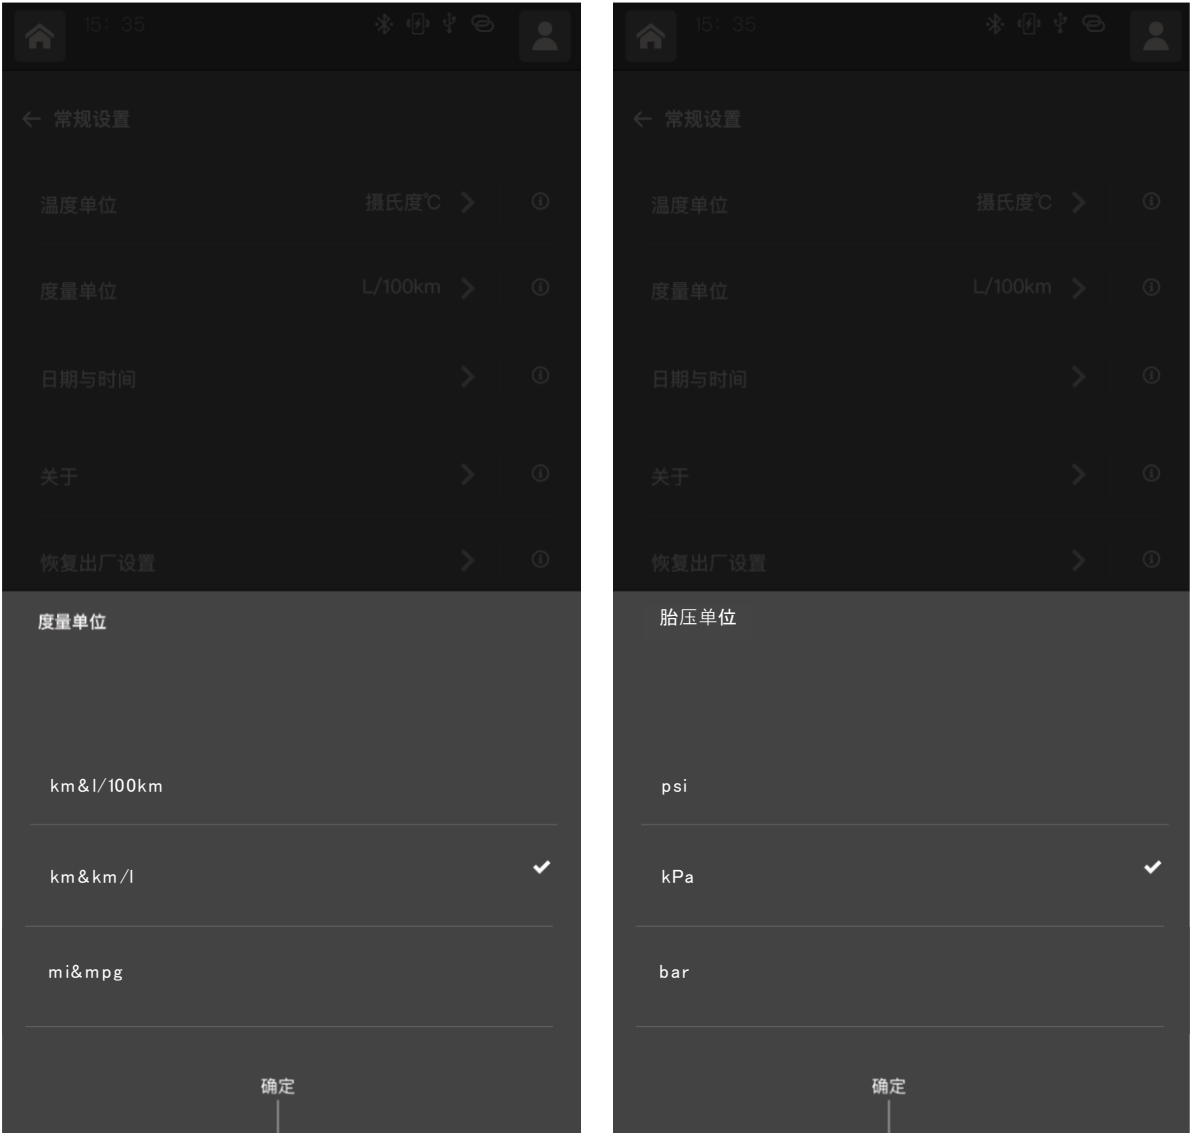 15: 35
常规设置
温度单位 摄氏度℃
度量单位 L/100km
日期与时间
关于
恢复出厂设置
度量单位
km&l/100km
km&km/l
mi&mpg
确定
15: 35
常规设置
温度单位 摄氏度℃
度量单位 L/100km
日期与时间
关于
恢复出厂设置
胎压单位
psi
kPa
bar
确定